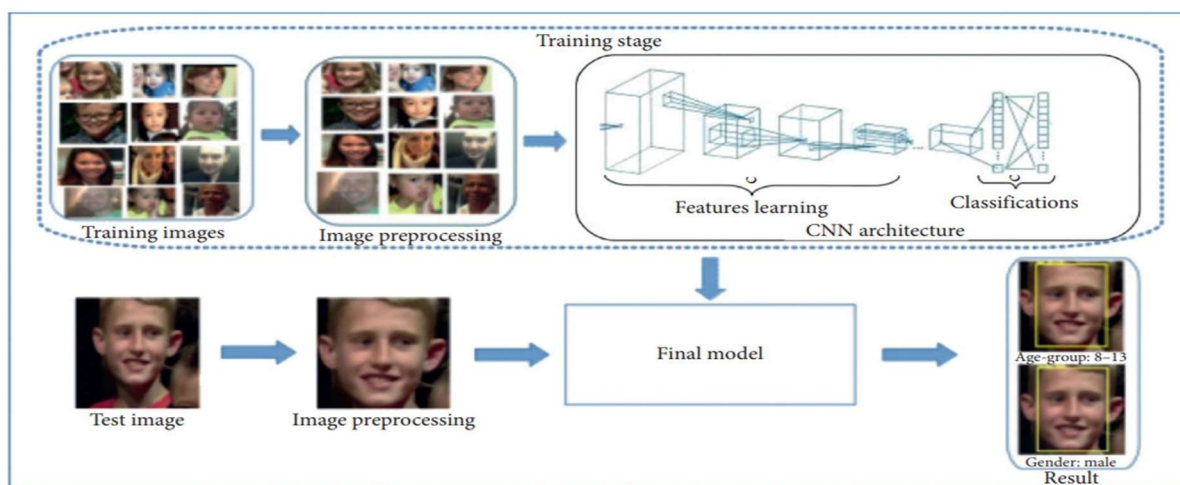 Training stage
Training images
Image preprocessing
Features learning
Classifications
CNN architecture
Test image
Image preprocessing
Final model
Age-group: 8–13
Gender: male
Result